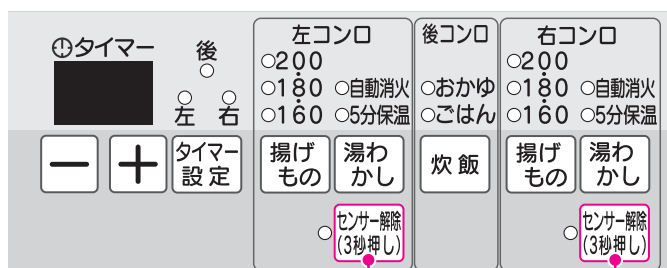 タイマー
後
左 右
− ＋ タイマー設定
左コンロ
200
180 自動消火
160 5分保温
揚げもの 湯わかし
センサー解除
(3秒押し)
後コンロ
おかゆ
ごはん
炊飯
右コンロ
200
180 自動消火
160 5分保温
揚げもの 湯わかし
センサー解除
(3秒押し)